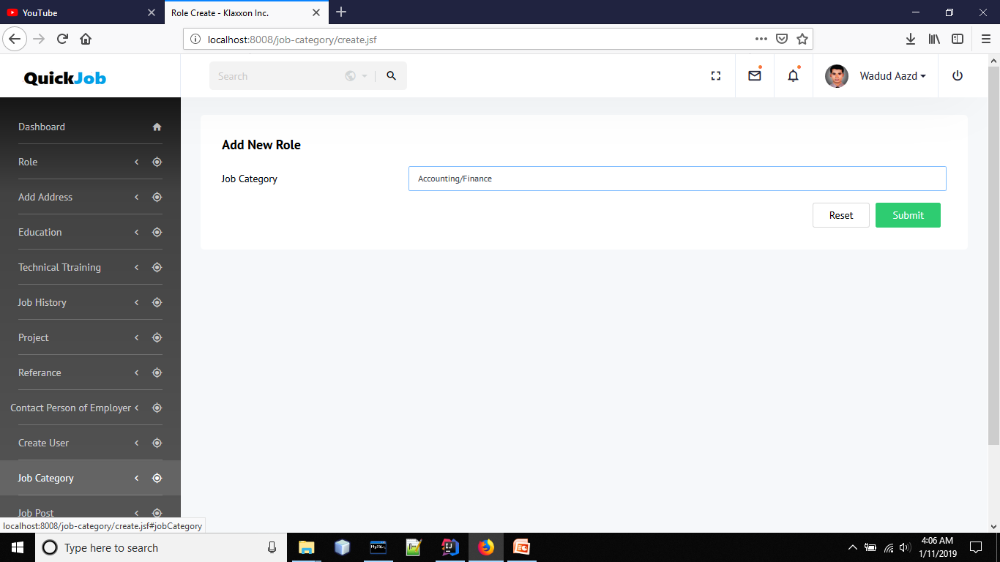 YouTube
Role Create - Klaxxon Inc.
localhost:8008/job-category/create.jsf
QuickJob
Search
Wadud Aazd
Dashboard
Role
Add Address
Education
Technical Ttraining
Job History
Project
Referance
Contact Person of Employer
Create User
Job Category
Job Post
Add New Role
Job Category
Accounting/Finance
Reset
Submit
localhost:8008/job-category/create.jsf#jobCategory
Type here to search
MySQL
IJ
4:06 AM
1/11/2019